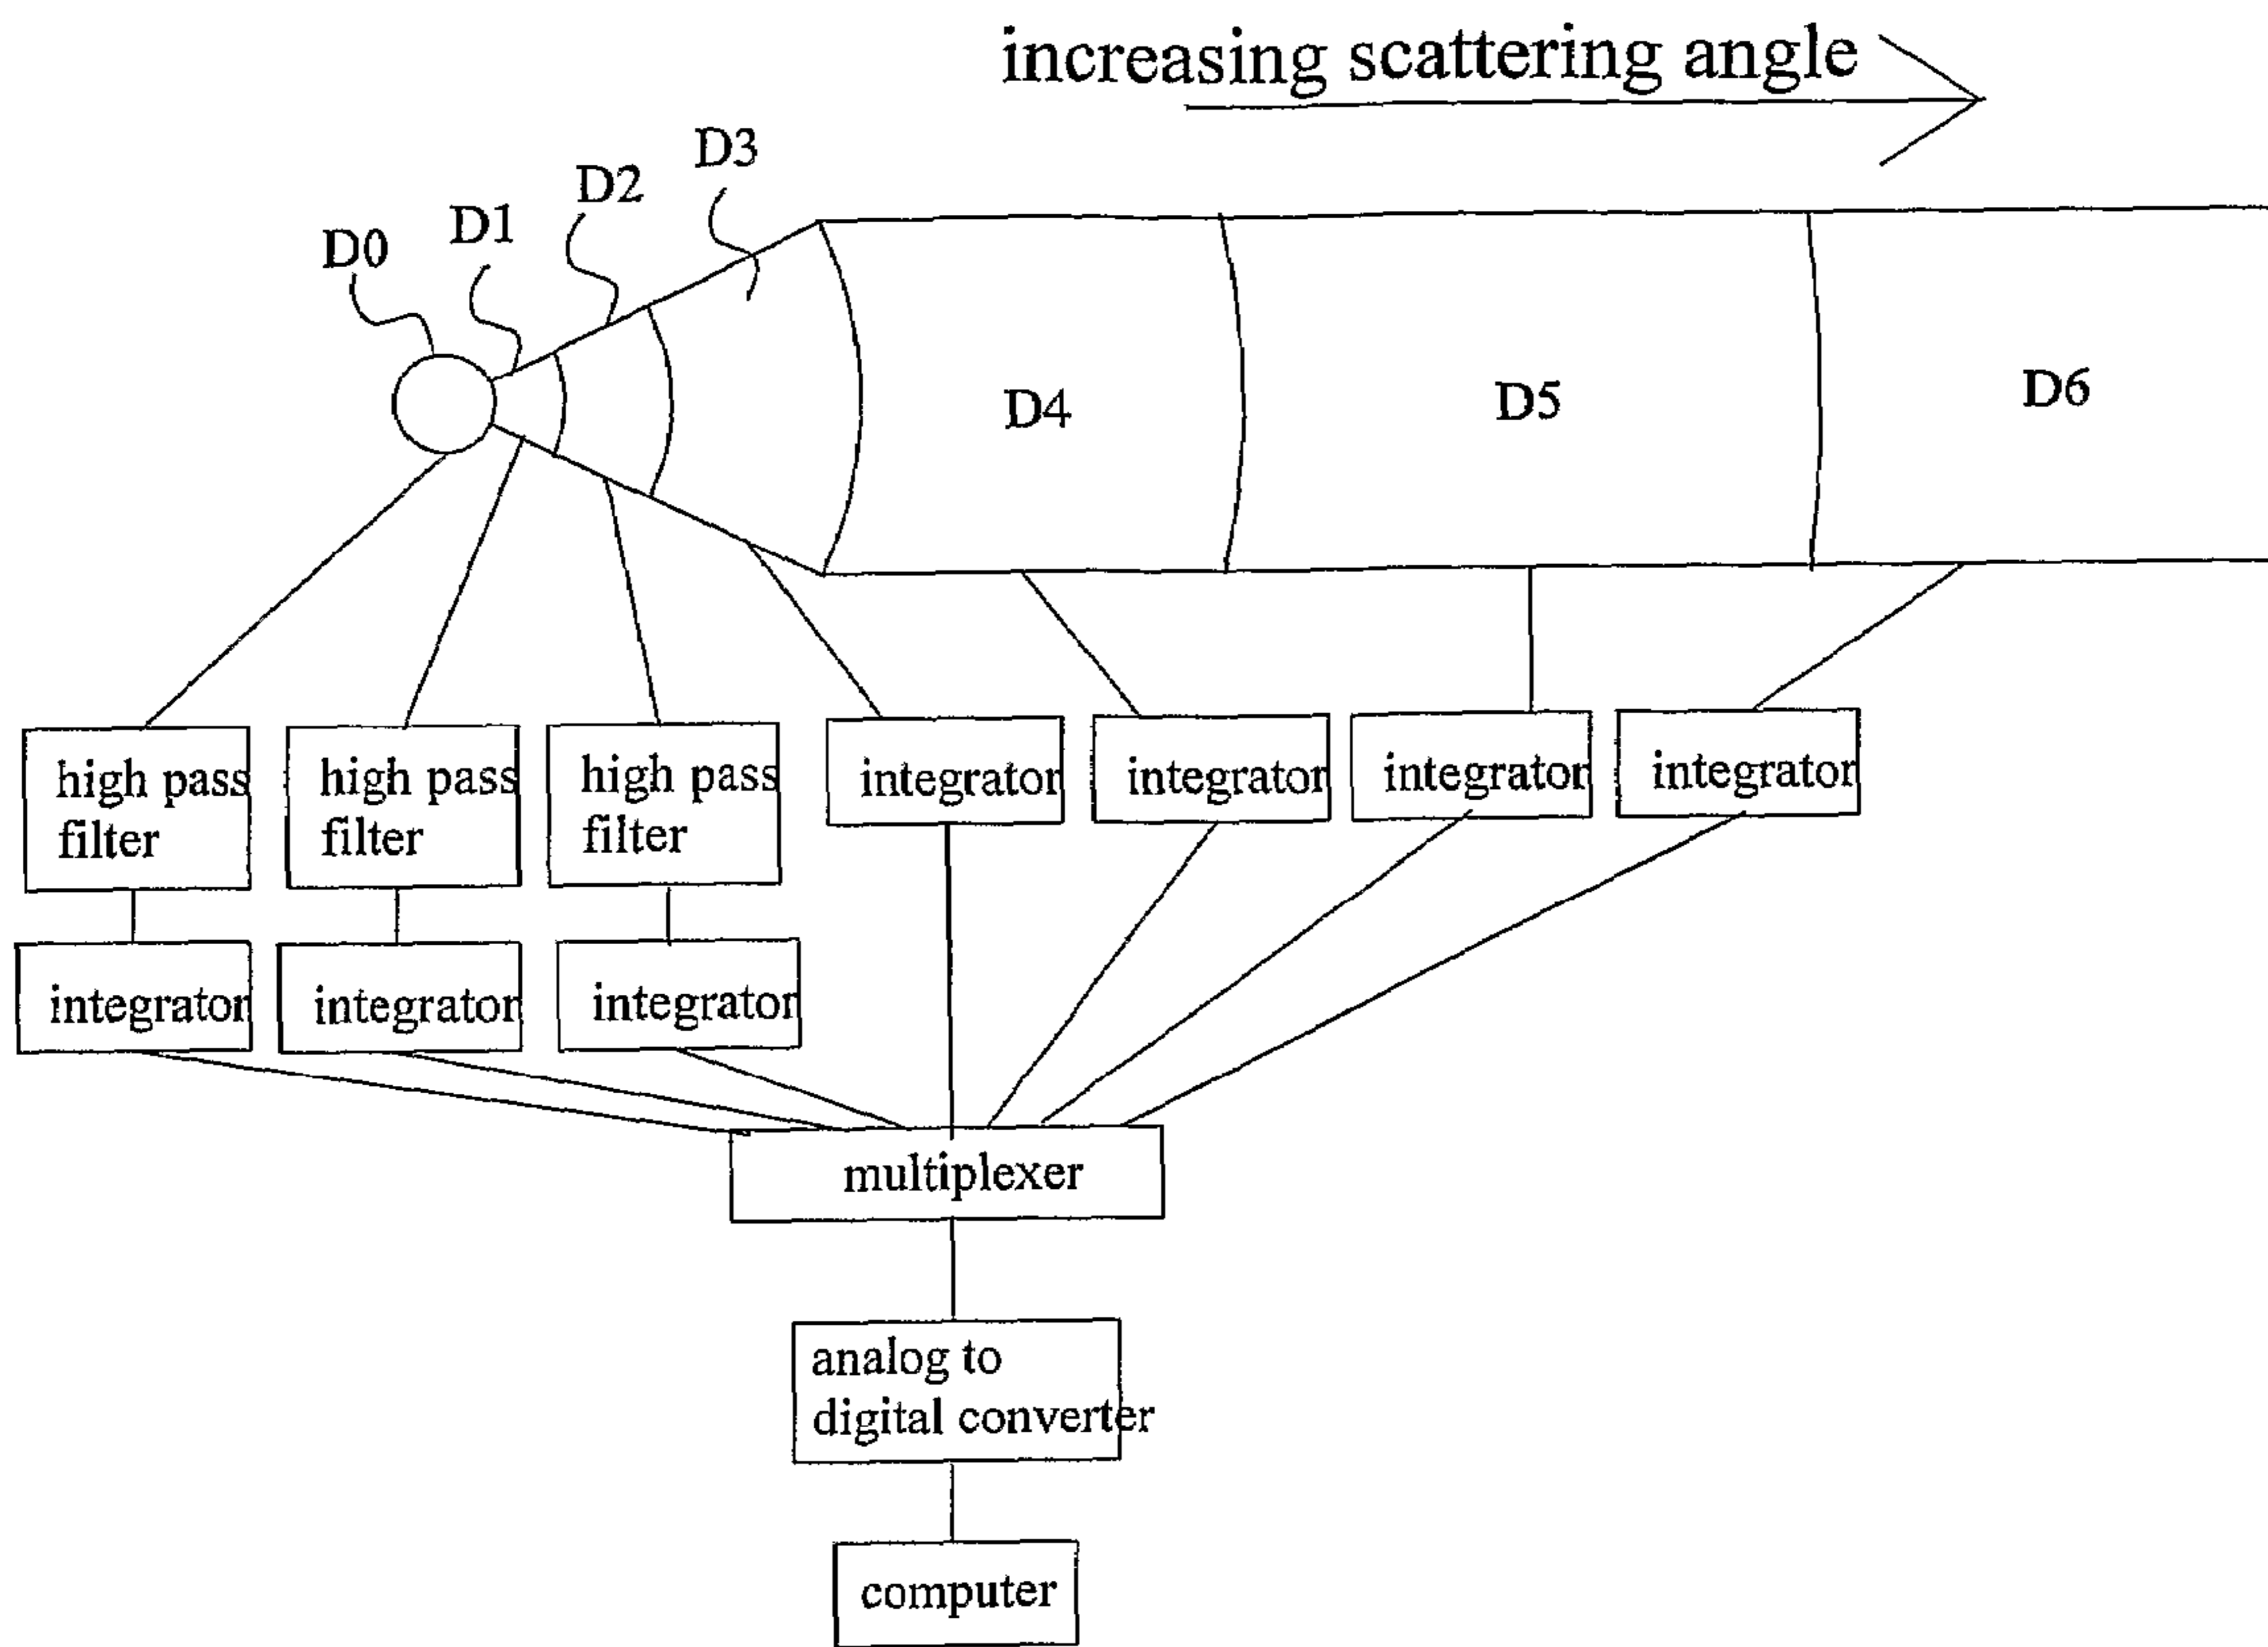 increasing scattering angle
D3
D2
D1
D0
D4
D5
D6
high pass
filter
high pass
filter
high pass
filter
integrator
integrator
integrator
integrator
integrator
integrator
integrator
multiplexer
analog to
digital converter
computer